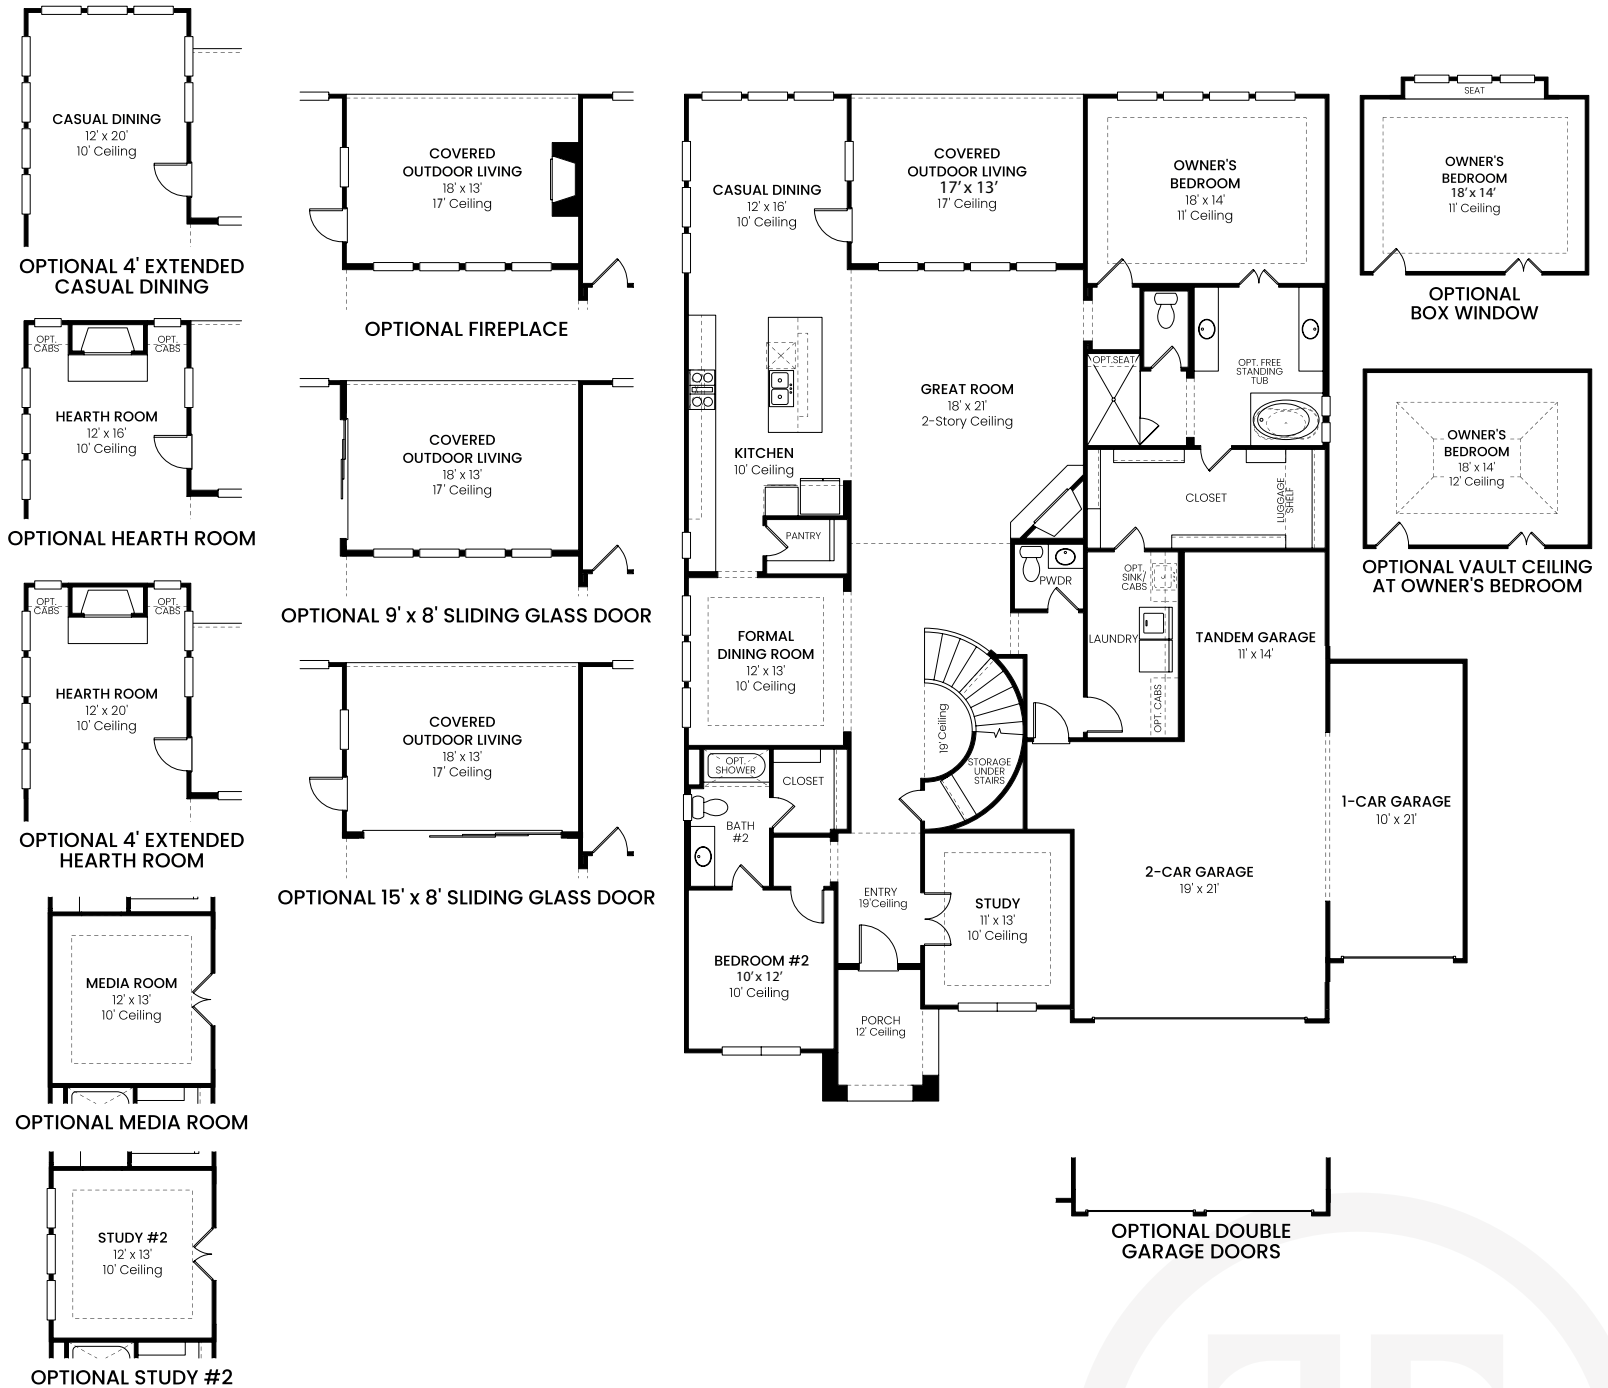 CASUAL DINING
12' x 20'
10' Ceiling
OPTIONAL 4' EXTENDED
CASUAL DINING
OPT.
CABS
OPT.
CABS
HEARTH ROOM
12' x 16'
10' Ceiling
OPTIONAL HEARTH ROOM
OPT.
CABS
OPT.
CABS
HEARTH ROOM
12' x 20'
10' Ceiling
OPTIONAL 4' EXTENDED
HEARTH ROOM
MEDIA ROOM
12' x 13'
10' Ceiling
OPTIONAL MEDIA ROOM
STUDY #2
12' x 13'
10' Ceiling
OPTIONAL STUDY #2
COVERED
OUTDOOR LIVING
18' x 13'
17' Ceiling
OPTIONAL FIREPLACE
COVERED
OUTDOOR LIVING
18' x 13'
17' Ceiling
OPTIONAL 9' x 8' SLIDING GLASS DOOR
COVERED
OUTDOOR LIVING
18' x 13'
17' Ceiling
OPTIONAL 15' x 8' SLIDING GLASS DOOR
CASUAL DINING
12' x 16'
10' Ceiling
COVERED
OUTDOOR LIVING
17' x 13'
17' Ceiling
OWNER'S
BEDROOM
18' x 14'
11' Ceiling
GREAT ROOM
18' x 21'
2-Story Ceiling
OPT.SEAT
OPT. FREE
STANDING
TUB
KITCHEN
10' Ceiling
PANTRY
CLOSET
LUGGAGE
SHELF
PWDR
OPT.
SINK/
CABS
LAUNDRY
OPT. CABS
TANDEM GARAGE
11' x 14'
FORMAL
DINING ROOM
12' x 13'
10' Ceiling
19' Ceiling
STORAGE
UNDER
STAIRS
OPT.
SHOWER
CLOSET
BATH
#2
1-CAR GARAGE
10' x 21'
2-CAR GARAGE
19' x 21'
ENTRY
19'Ceiling
STUDY
11' x 13'
10' Ceiling
BEDROOM #2
10' x 12'
10' Ceiling
PORCH
12' Ceiling
SEAT
OWNER'S
BEDROOM
18' x 14'
11' Ceiling
OPTIONAL
BOX WINDOW
OWNER'S
BEDROOM
18' x 14'
12' Ceiling
OPTIONAL VAULT CEILING
AT OWNER'S BEDROOM
OPTIONAL DOUBLE
GARAGE DOORS